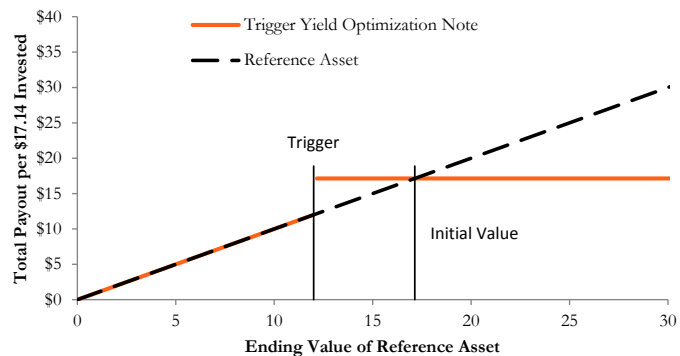 $40
$35
$30
$25
$20
$15
$10
$5
$0
Total Payout per $17.14 Invested
Trigger Yield Optimization Note
Reference Asset
Trigger
Initial Value
0 5 10 15 20 25 30
Ending Value of Reference Asset